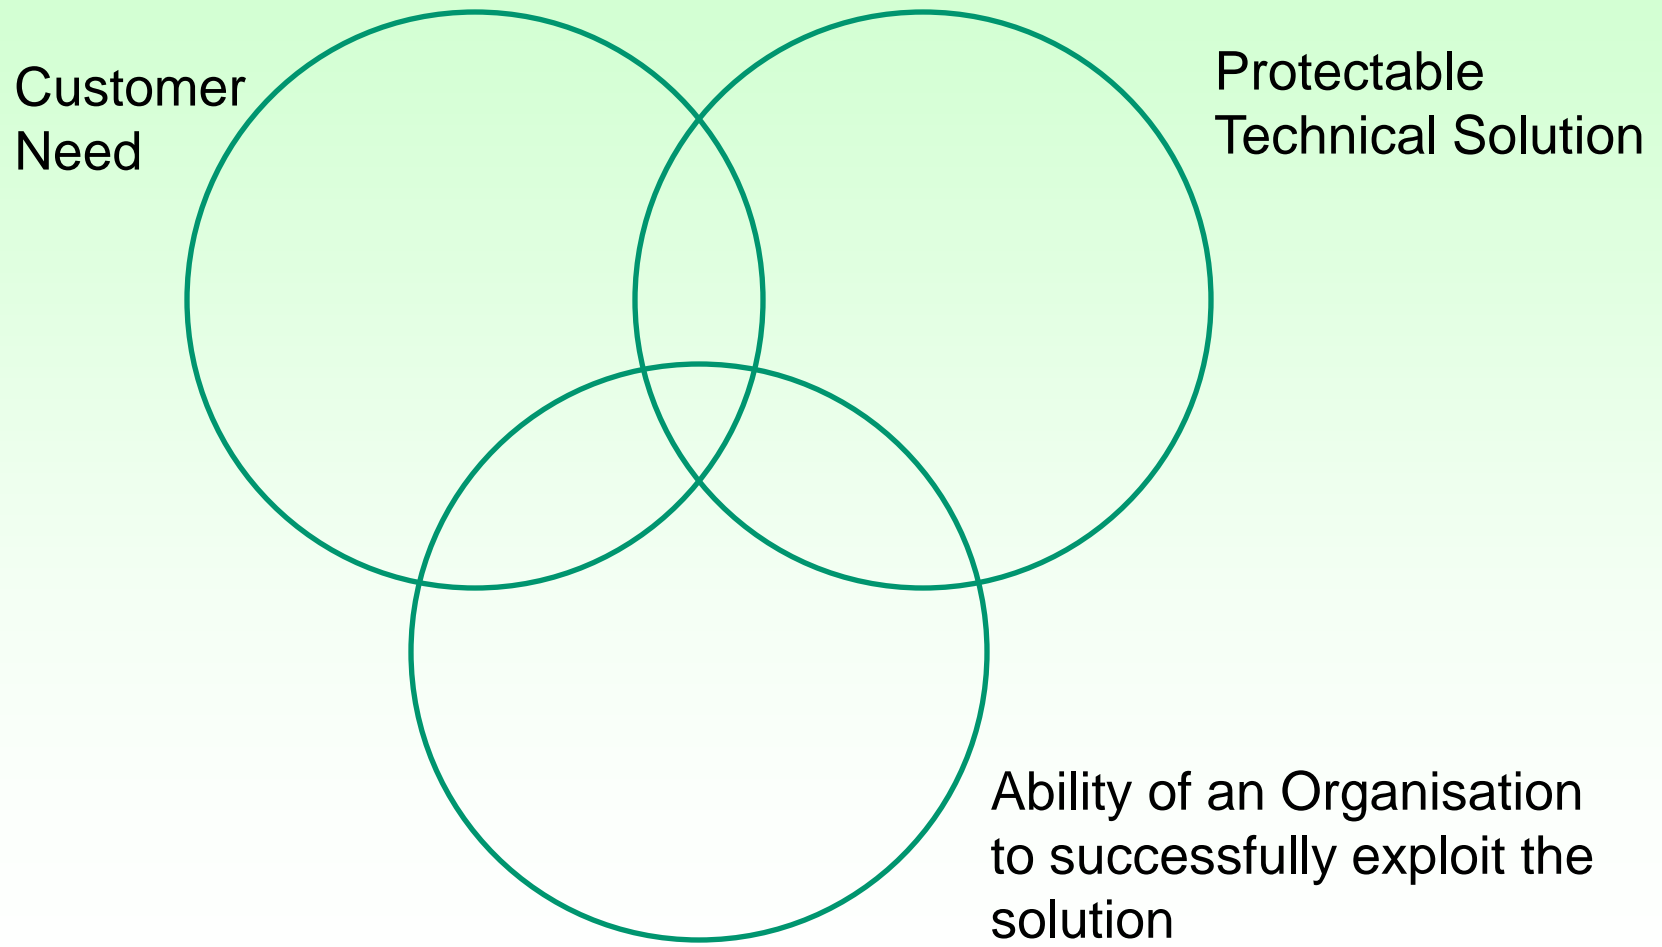 Customer
Need
Protectable
Technical Solution
Ability of an Organisation
to successfully exploit the
solution